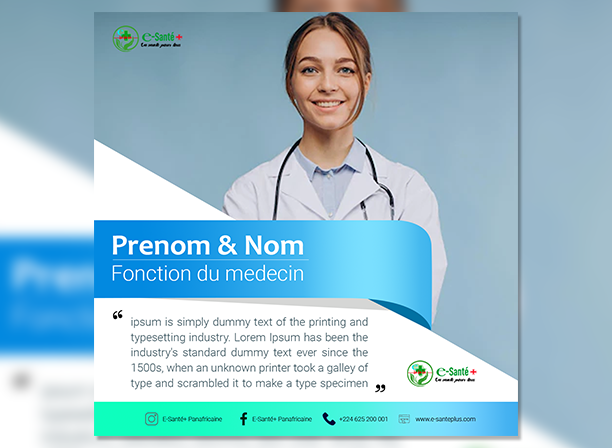 e-Santé+
La santé pour tous
Prenom & Nom
Fonction du medecin
“ ipsum is simply dummy text of the printing and
typesetting industry. Lorem Ipsum has been the
industry's standard dummy text ever since the
1500s, when an unknown printer took a galley of
type and scrambled it to make a type specimen ”
e-Santé+
La santé pour tous
E-Santé+ Panafricaine
E-Santé+ Panafricaine
+224 625 200 001
www.e-santeplus.com